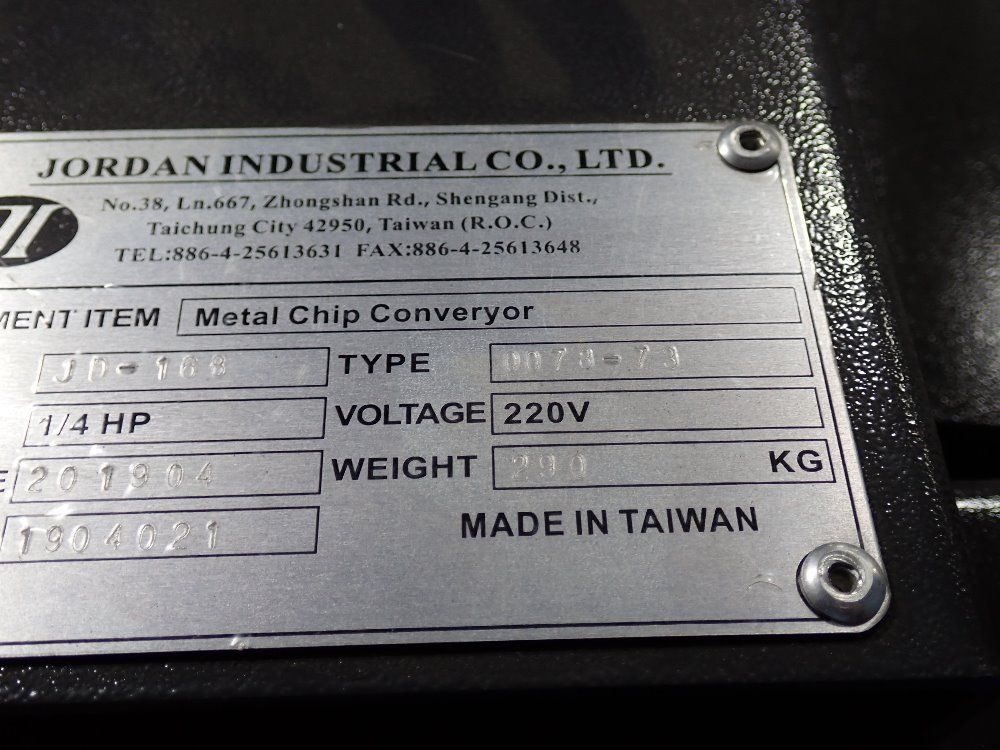 JORDAN INDUSTRIAL CO., LTD.
No.38, Ln.667, Zhongshan Rd., Shengang Dist.,
Taichung City 42950, Taiwan (R.O.C.)
TEL:886-4-25613631 FAX:886-4-25613648
MENT ITEM Metal Chip Converyor
JD-168 TYPE
1/4 HP VOLTAGE 220V
E 201904 WEIGHT 290 KG
1904021
MADE IN TAIWAN